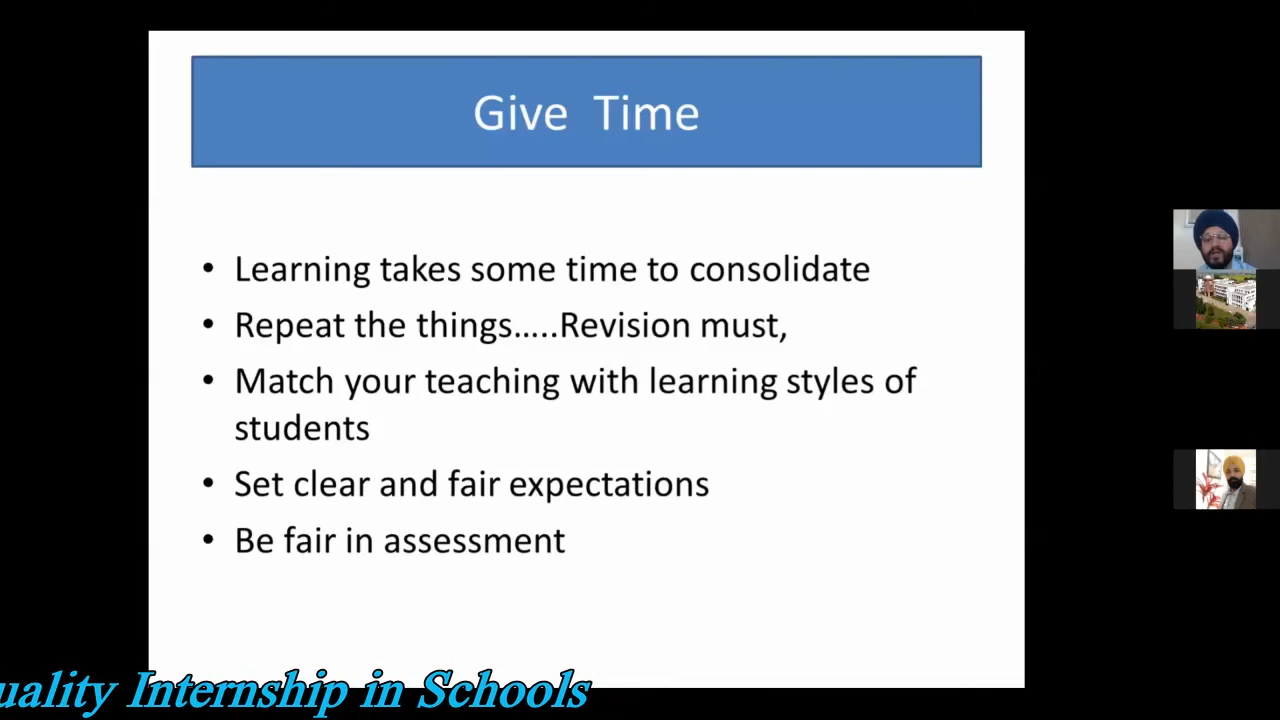 Give Time
• Learning takes some time to consolidate
• Repeat the things.....Revision must,
• Match your teaching with learning styles of
students
• Set clear and fair expectations
• Be fair in assessment
uality Internship in Schools